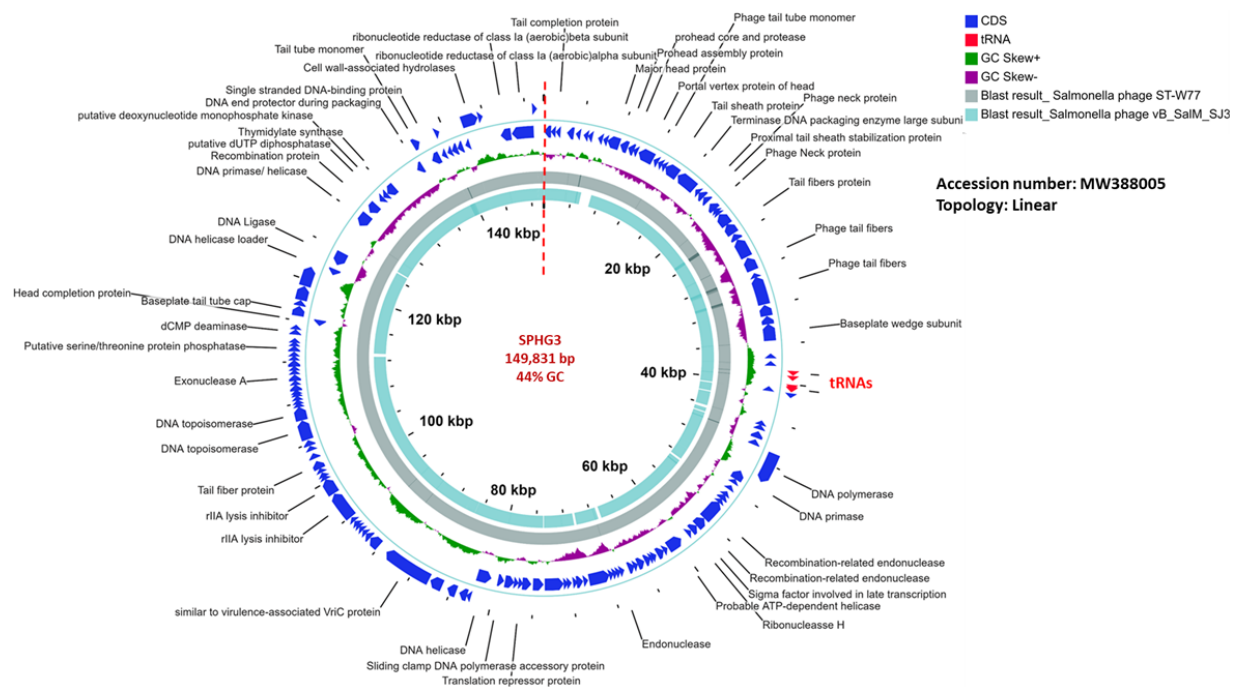 Tail completion protein
ribonucleotide reductase of class Ia (aerobic)beta subunit
Tail tube monomer
ribonucleotide reductase of class Ia (aerobic)alpha subunit
Cell wall-associated hydrolases
Single stranded DNA-binding protein
DNA end protector during packaging
putative deoxynucleotide monophosphate kinase
Thymidylate synthase
putative dUTP diphosphatase
Recombination protein
DNA primase/ helicase
DNA Ligase
DNA helicase loader
Head completion protein
Baseplate tail tube cap
dCMP deaminase
Putative serine/threonine protein phosphatase
Exonuclease A
DNA topoisomerase
DNA topoisomerase
Tail fiber protein
rIIA lysis inhibitor
rIIA lysis inhibitor
similar to virulence-associated VriC protein
DNA helicase
Sliding clamp DNA polymerase accessory protein
Translation repressor protein
Phage tail tube monomer
prohead core and protease
Prohead assembly protein
Major head protein
Portal vertex protein of head
Phage neck protein
Tail sheath protein
Terminase DNA packaging enzyme large subuni
Proximal tail sheath stabilization protein
Phage Neck protein
Tail fibers protein
Phage tail fibers
Phage tail fibers
Baseplate wedge subunit
tRNAs
DNA polymerase
DNA primase
Recombination-related endonuclease
Recombination-related endonuclease
Sigma factor involved in late transcription
Probable ATP-dependent helicase
Ribonucleasse H
Endonuclease
140 kbp
20 kbp
120 kbp
40 kbp
100 kbp
60 kbp
80 kbp
SPHG3
149,831 bp
44% GC
CDS
tRNA
GC Skew+
GC Skew-
Blast result_ Salmonella phage ST-W77
Blast result_Salmonella phage vB_SalM_SJ3
Accession number: MW388005
Topology: Linear